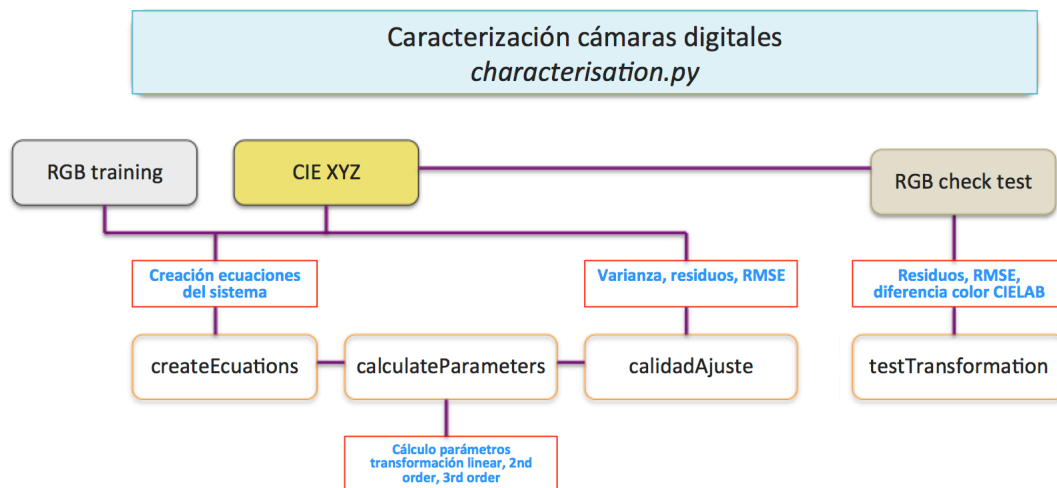 Caracterización cámaras digitales
characterisation.py
RGB training
CIE XYZ
RGB check test
Creación ecuaciones
del sistema
Varianza, residuos, RMSE
Residuos, RMSE,
diferencia color CIELAB
createEcuations
calculateParameters
calidadAjuste
testTransformation
Cálculo parámetros
transformación linear, 2nd
order, 3rd order